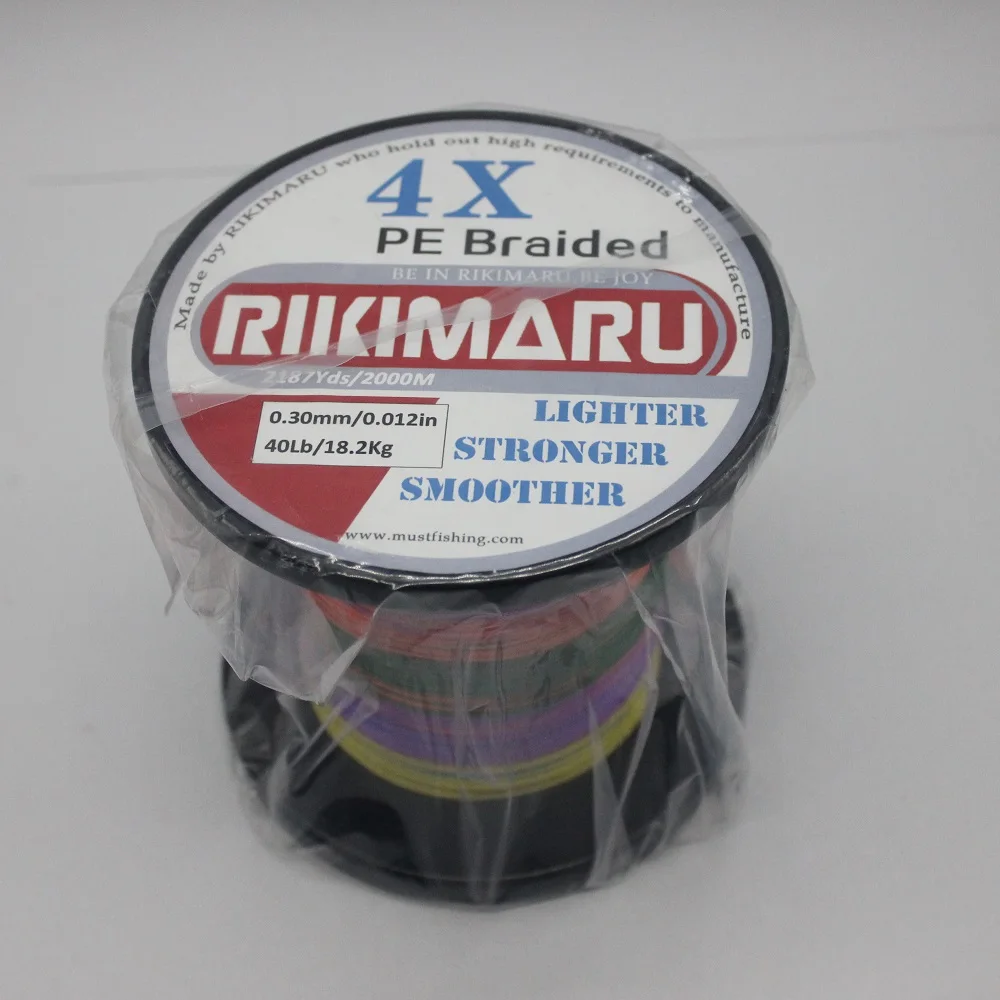 Made by RIKIMARU who hold out high requirements to manufacture
4X
PE Braided
BE IN RIKIMARU BE JOY
RIKIMARU
2187Yds/2000M
0.30mm/0.012in
40Lb/18.2Kg
LIGHTER
STRONGER
SMOOTHER
www.mustfishing.com